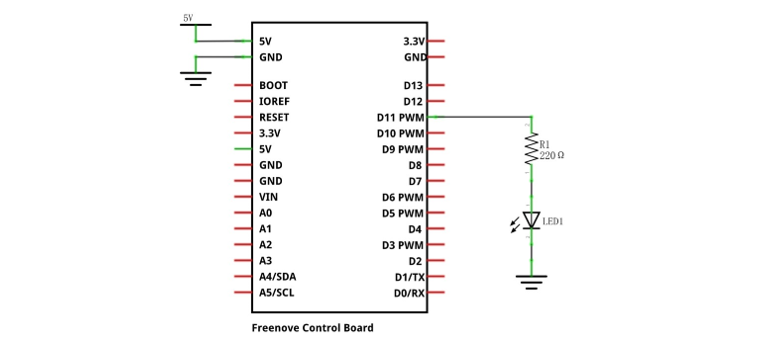 5V
5V
GND
BOOT
IOREF
RESET
3.3V
5V
GND
GND
VIN
A0
A1
A2
A3
A4/SDA
A5/SCL
3.3V
GND
D13
D12
D11 PWM
D10 PWM
D9 PWM
D8
D7
D6 PWM
D5 PWM
D4
D3 PWM
D2
D1/TX
D0/RX
R1
220 Ω
LED1
Freenove Control Board